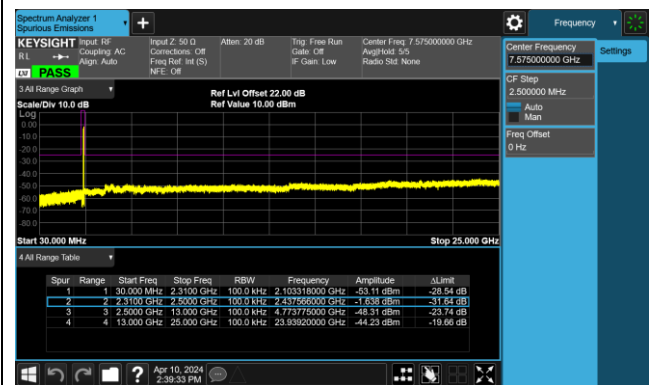 Spectrum Analyzer 1
Spurious Emissions
Frequency
KEYSIGHT Input: RF Input Z: 50 Ω Atten: 20 dB Trig: Free Run Center Freq: 7.575000000 GHz
RL Coupling: AC Corrections: Off Gate: Off Avg|Hold: 5/5
Align: Auto Freq Ref: Int (S) IF Gain: Low Radio Std: None
LXI PASS NFE: Off
Center Frequency
7.575000000 GHz
Settings
CF Step
2.500000 MHz
Auto
Man
Freq Offset
0 Hz
3 All Range Graph
Ref Lvl Offset 22.00 dB
Scale/Div 10.0 dB Ref Value 10.00 dBm
Log
0.00
-10.0
-20.0
-30.0
-40.0
-50.0
-60.0
-70.0
-80.0
Start 30.000 MHz Stop 25.000 GHz
4 All Range Table
Spur Range Start Freq Stop Freq RBW Frequency Amplitude ΔLimit
1 1 30.000 MHz 2.3100 GHz 100.0 kHz 2.103318000 GHz -53.11 dBm -28.54 dB
2 2 2.3100 GHz 2.5000 GHz 100.0 kHz 2.437566000 GHz -1.638 dBm -31.64 dB
3 3 2.5000 GHz 13.000 GHz 100.0 kHz 4.773775000 GHz -48.31 dBm -23.74 dB
4 4 13.000 GHz 25.000 GHz 100.0 kHz 23.93920000 GHz -44.23 dBm -19.66 dB
Apr 10, 2024
2:39:33 PM